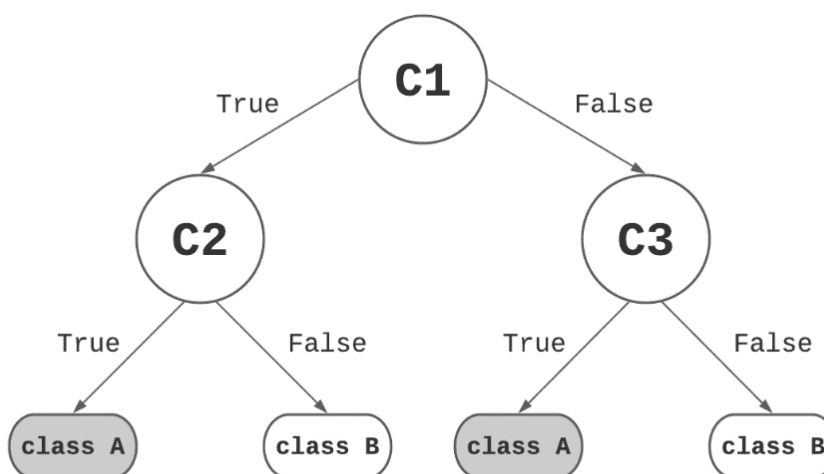 C1
True
False
C2
C3
True
False
True
False
class A
class B
class A
class B